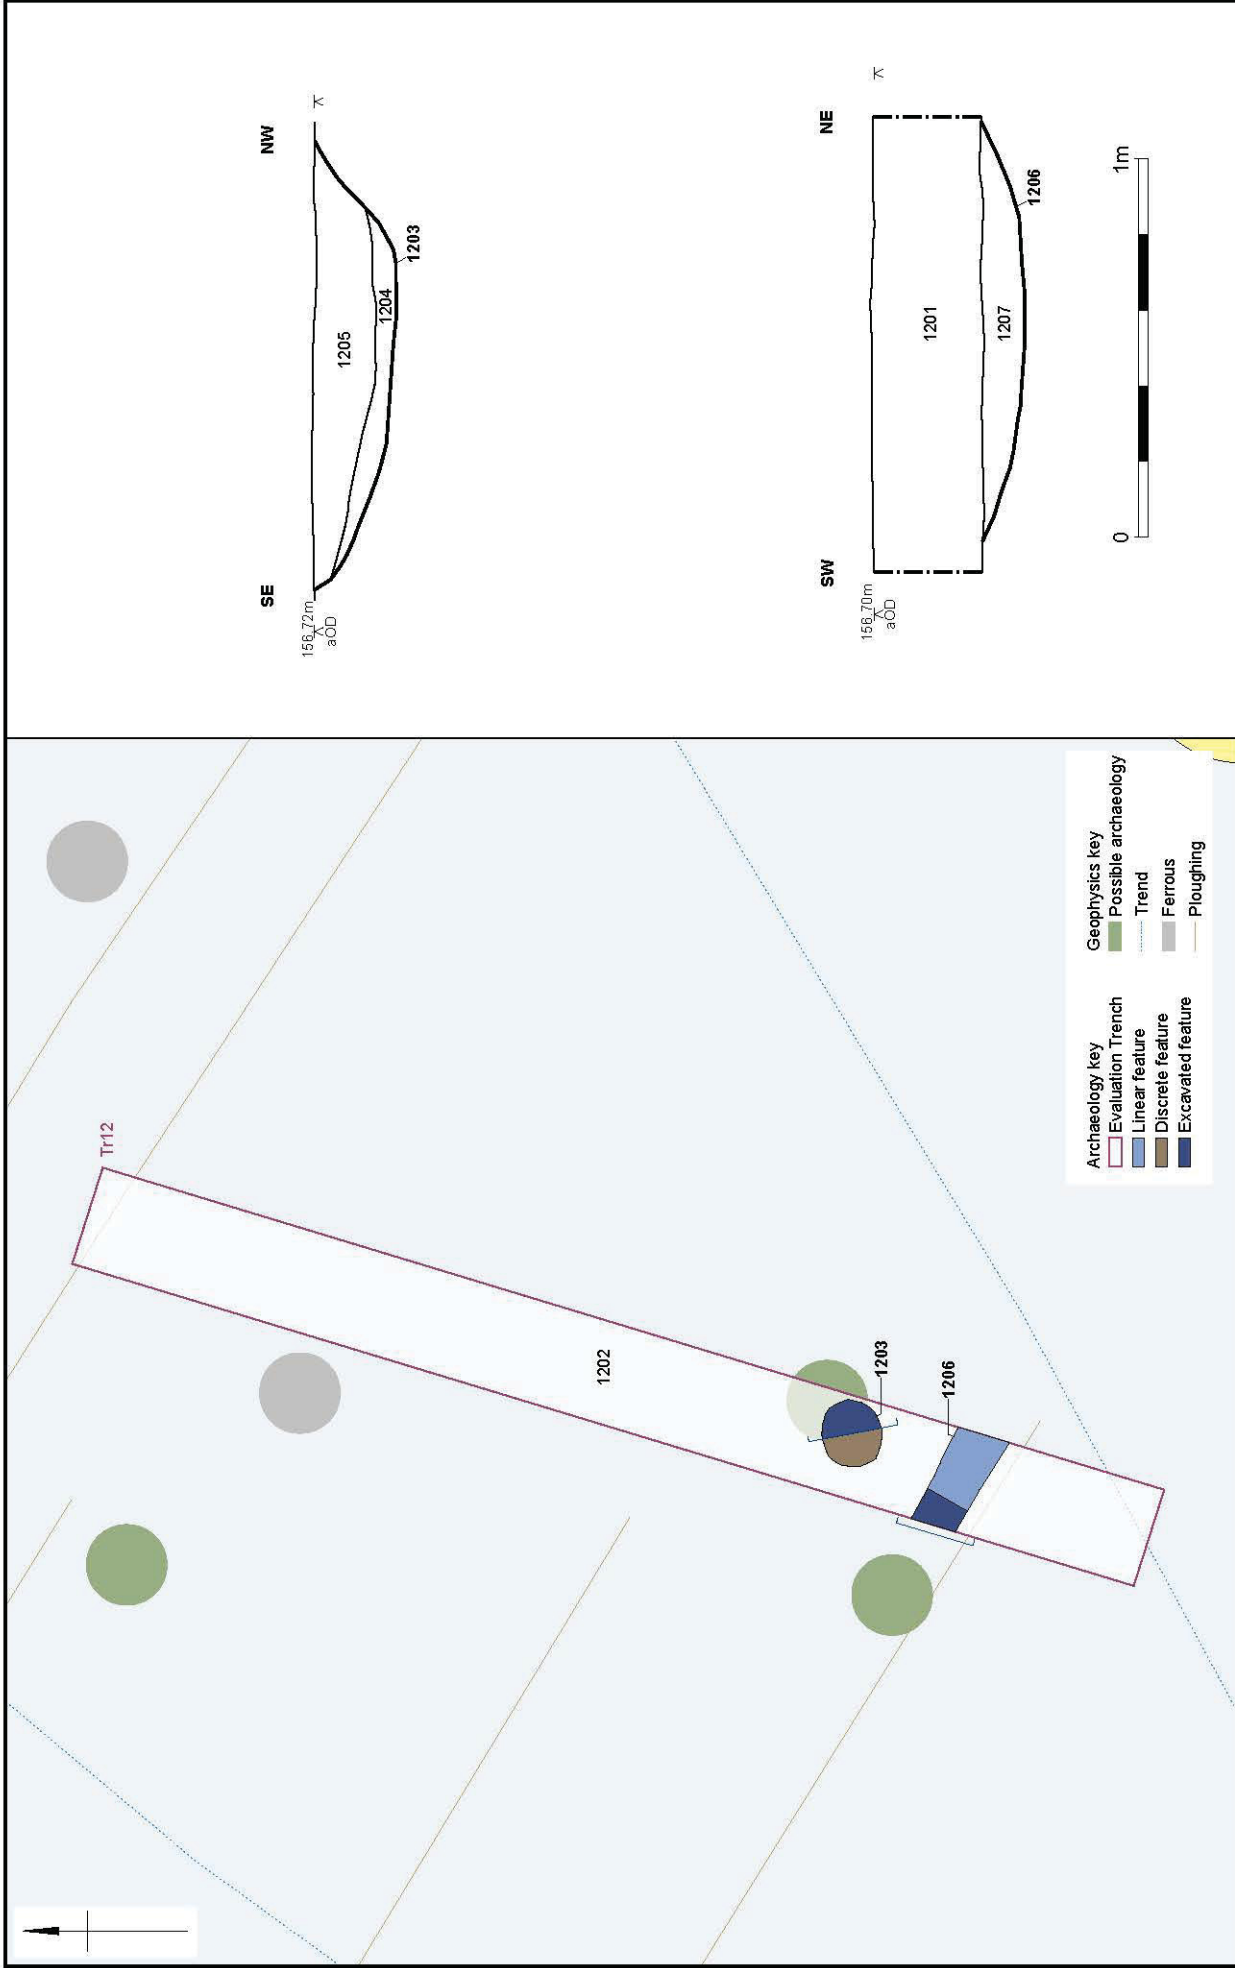 Tr12
1202
1203
1206
Archaeology key
Evaluation Trench
Linear feature
Discrete feature
Excavated feature
Geophysics key
Possible archaeology
Trend
Ferrous
Ploughing
SE
NW
156.72m
aOD
1205
1204
1203
SW
NE
156.70m
aOD
1201
1207
1206
0
1m